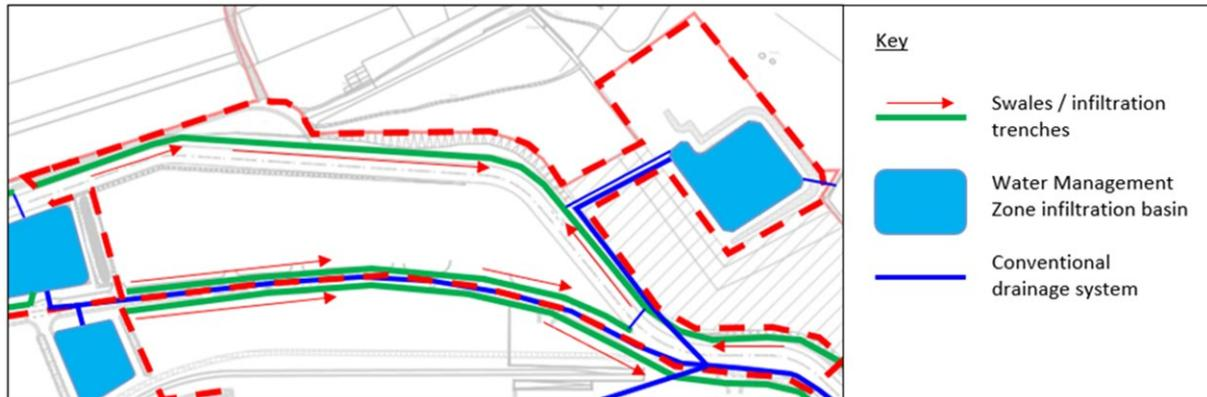 Key
Swales / infiltration
trenches
Water Management
Zone infiltration basin
Conventional
drainage system